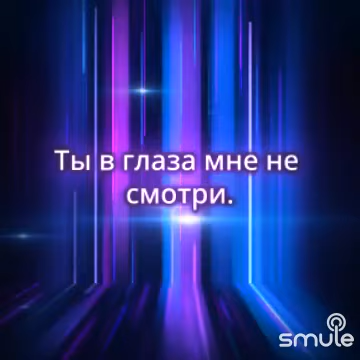 Ты в глаза мне не
смотри.
smule